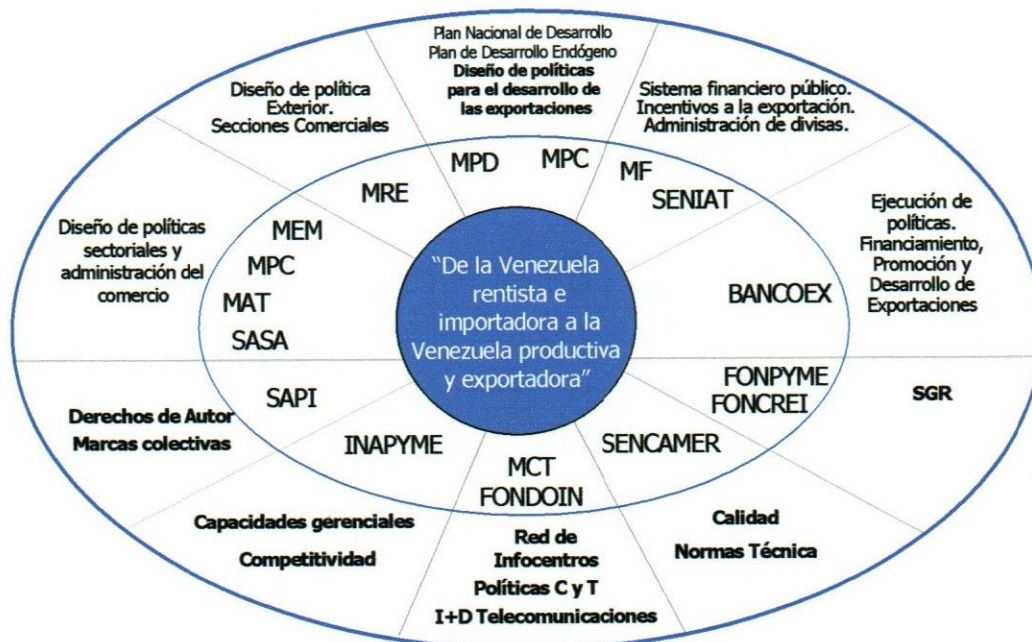 Plan Nacional de Desarrollo
Plan de Desarrollo Endógeno
Diseño de políticas
para el desarrollo de
las exportaciones
Diseño de política
Exterior.
Secciones Comerciales
Sistema financiero público.
Incentivos a la exportación.
Administración de divisas.
MPD
MPC
MRE
MF
SENIAT
Diseño de políticas
sectoriales y
administración del
comercio
MEM
MPC
MAT
SASA
"De la Venezuela
rentista e
importadora a la
Venezuela productiva
y exportadora"
BANCOEX
Ejecución de
políticas.
Financiamiento,
Promoción y
Desarrollo de
Exportaciones
Derechos de Autor
Marcas colectivas
SAPI
INAPYME
MCT
FONDOIN
SENCAMER
FONPYME
FONCREI
SGR
Capacidades gerenciales
Competitividad
Red de
Infocentros
Políticas C y T
I+D Telecomunicaciones
Calidad
Normas Técnica